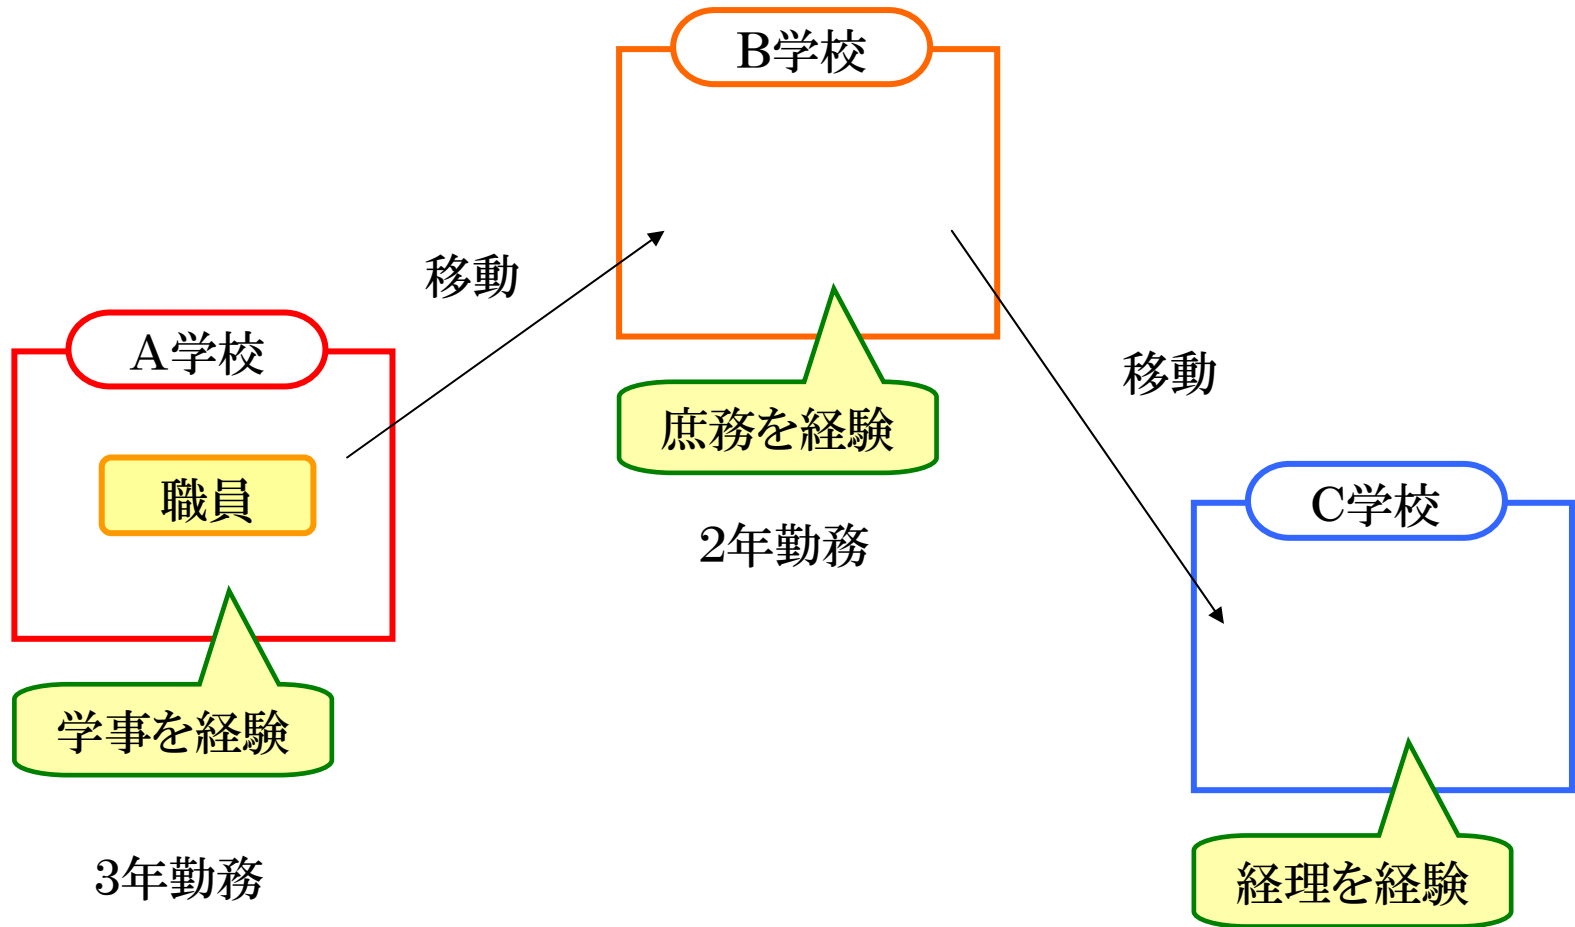 B学校
移動
A学校
移動
庶務を経験
職員
C学校
2年勤務
学事を経験
3年勤務
経理を経験